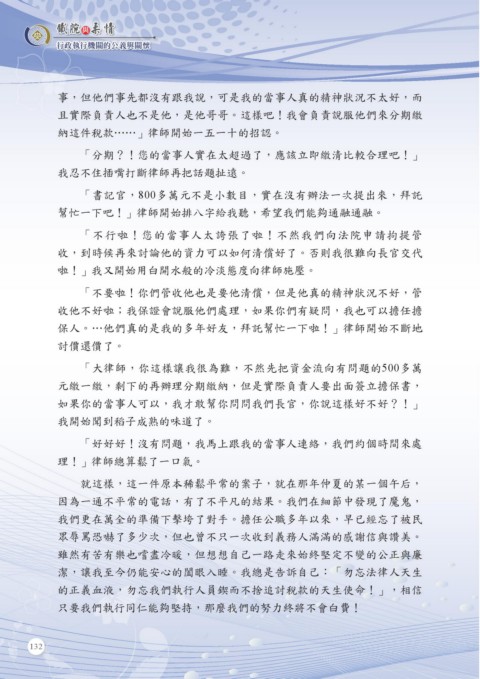 鐵腕與柔情
行政執行機關的公義與關懷
事，但他們事先都沒有跟我說，可是我的當事人真的精神狀況不太好，而
且實際負責人也不是他，是他哥哥。這樣吧！我會負責說服他們來分期繳
納這件稅款……」律師開始一五一十的招認。
「分期？！您的當事人實在太超過了，應該立即繳清比較合理吧！」
我忍不住插嘴打斷律師再把話題扯遠。
「書記官，800多萬元不是小數目，實在沒有辦法一次提出來，拜託
幫忙一下吧！」律師開始排八字給我聽，希望我們能夠通融通融。
「不行啦！您的當事人太誇張了啦！不然我們向法院申請拘提管
收，到時候再來討論他的資力可以如何清償好了。否則我很難向長官交代
啦！」我又開始用白開水般的冷淡態度向律師施壓。
「不要啦！你們管收他也是要他清償，但是他真的精神狀況不好，管
收他不好啦；我保證會說服他們處理，如果你們有疑問，我也可以擔任擔
保人。…他們真的是我的多年好友，拜託幫忙一下啦！」律師開始不斷地
討價還價了。
「大律師，你這樣讓我很為難，不然先把資金流向有問題的500多萬
元繳一繳，剩下的再辦理分期繳納，但是實際負責人要出面簽立擔保書，
如果你的當事人可以，我才敢幫你問問我們長官，你說這樣好不好？！」
我開始聞到稻子成熟的味道了。
「好好好！沒有問題，我馬上跟我的當事人連絡，我們約個時間來處
理！」律師總算鬆了一口氣。
就這樣，這一件原本稀鬆平常的案子，就在那年仲夏的某一個午后，
因為一通不平常的電話，有了不平凡的結果。我們在細節中發現了魔鬼，
我們更在萬全的準備下擊垮了對手。擔任公職多年以來，早已經忘了被民
眾辱罵恐嚇了多少次，但也曾不只一次收到義務人滿滿的感謝信與讚美。
雖然有苦有樂也嚐盡冷暖，但想想自己一路走來始終堅定不變的公正與廉
潔，讓我至今仍能安心的闔眼入睡。我總是告訴自己：「勿忘法律人天生
的正義血液，勿忘我們執行人員鍥而不捨追討稅款的天生使命！」，相信
只要我們執行同仁能夠堅持，那麼我們的努力終將不會白費！
132